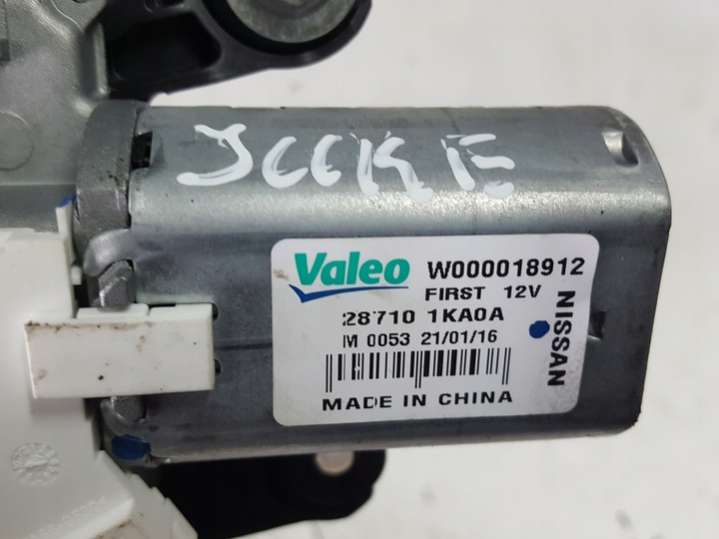 JUKE
Valeo W000018912
FIRST 12V
28710 1KA0A
M 0053 21/01/16
MADE IN CHINA
NISSAN